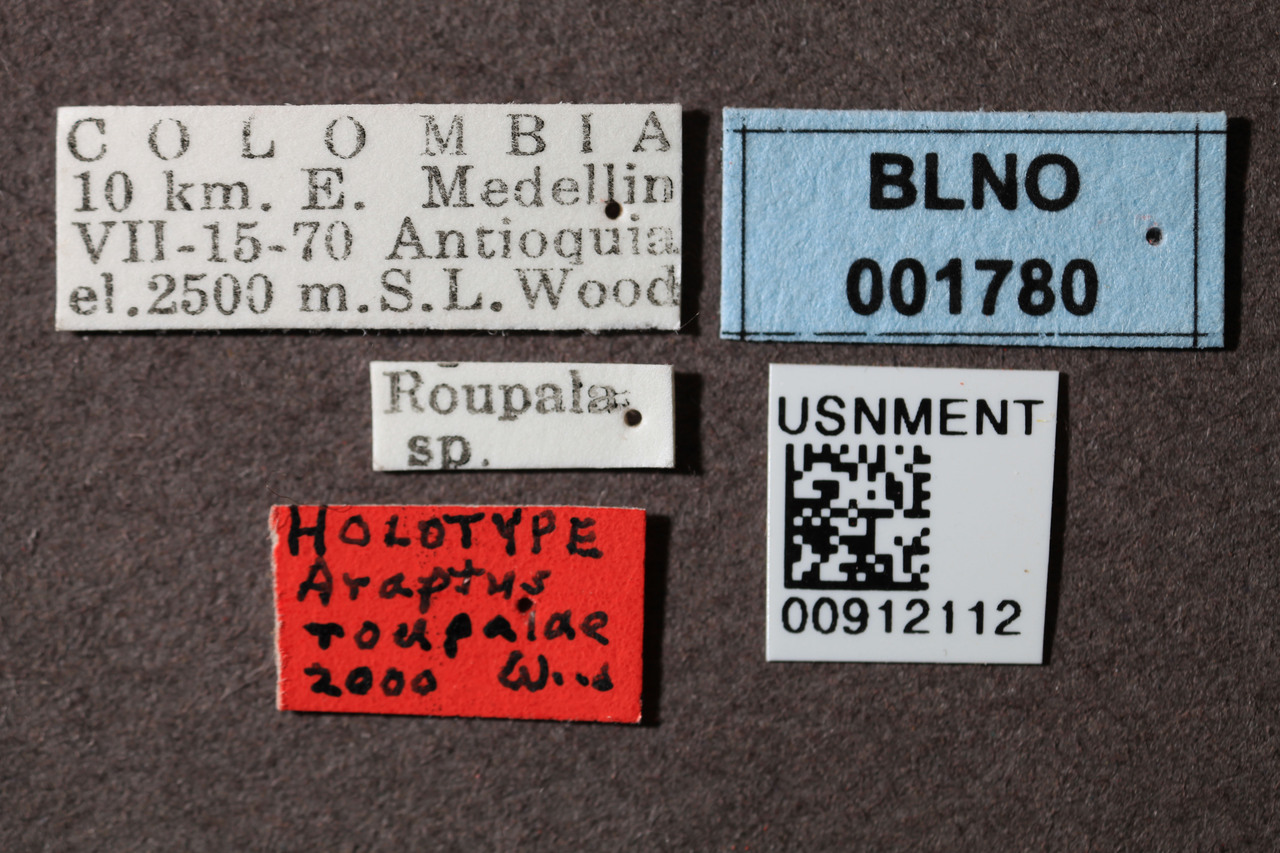 COLOMBIA
10 km. E. Medellin
VII-15-70 Antioquia
el.2500 m.S.L.Wood
BLNO
001780
Roupala
sp.
USNMENT
00912112
HOLOTYPE
Araptus
roupalae
2000 Wood